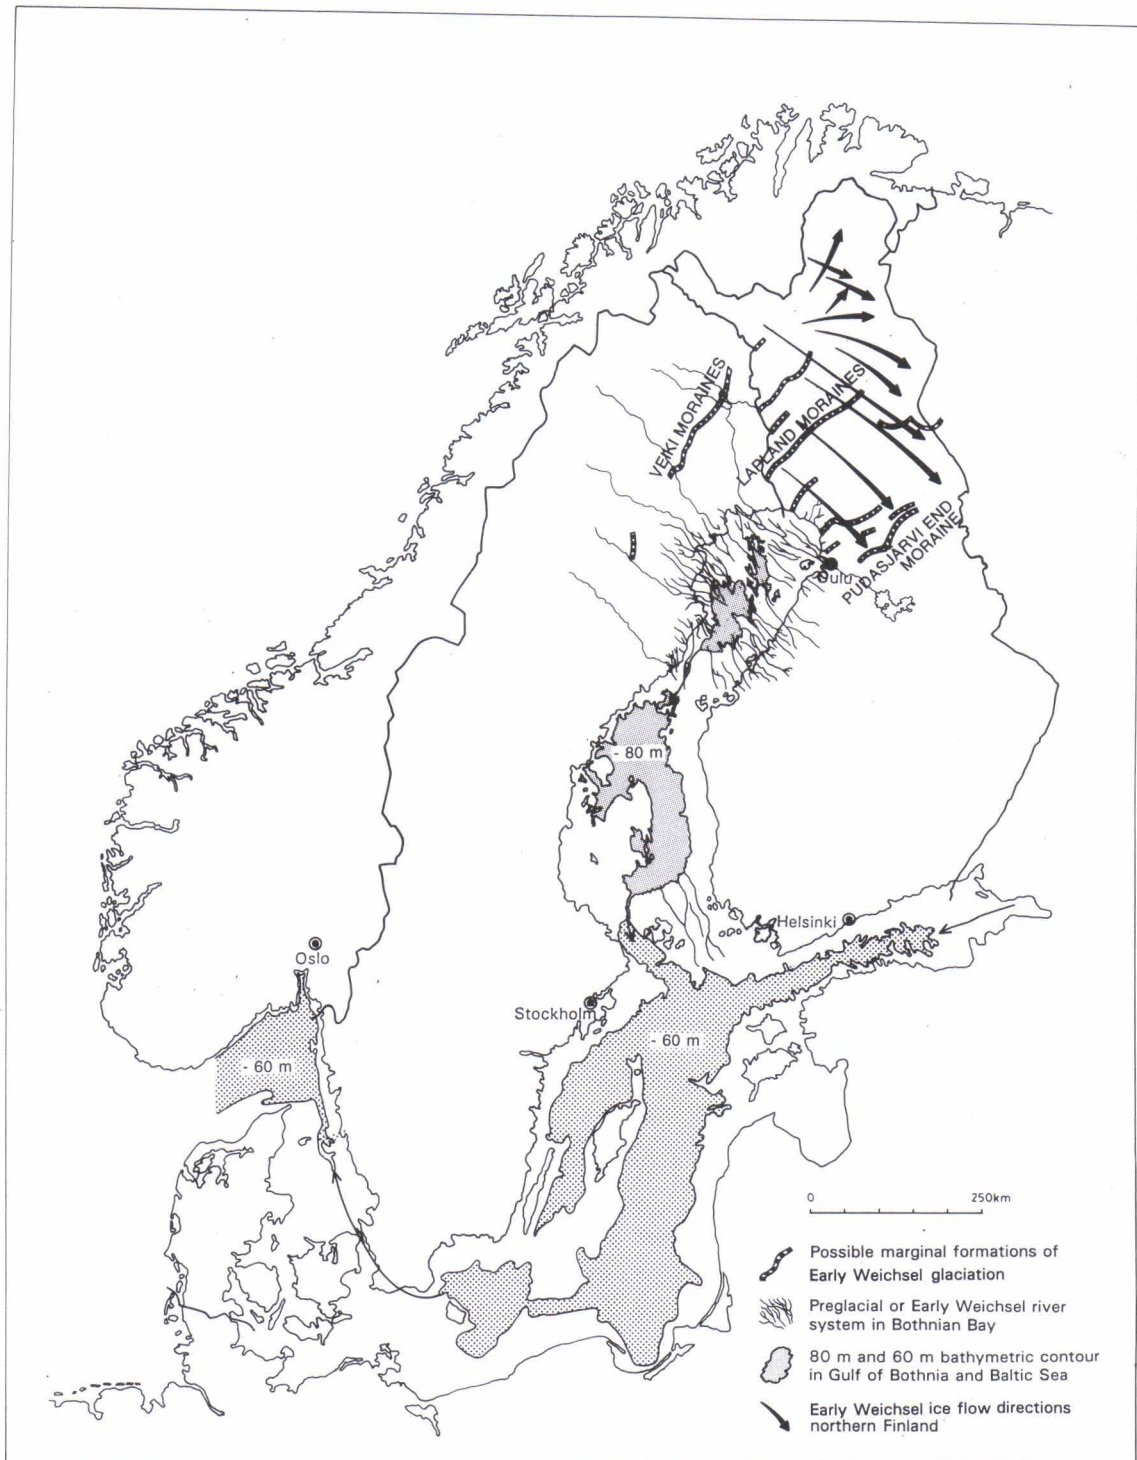 VEIKI MORAINES
LAPLAND MORAINES
PUDASJÄRVI END
MORAINE
Oulu
- 80 m
Helsinki
Oslo
Stockholm
- 60 m
- 60 m
0 250km
Possible marginal formations of
Early Weichsel glaciation
Preglacial or Early Weichsel river
system in Bothnian Bay
80 m and 60 m bathymetric contour
in Gulf of Bothnia and Baltic Sea
Early Weichsel ice flow directions
northern Finland